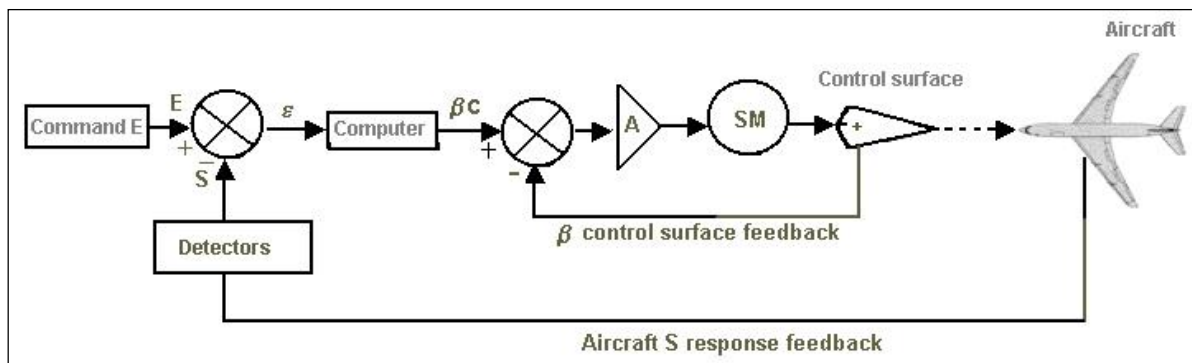 Aircraft
Control surface
Command E
E
+
ε
Computer
βc
+
A
SM
+
-
S
-
Detectors
β control surface feedback
Aircraft S response feedback